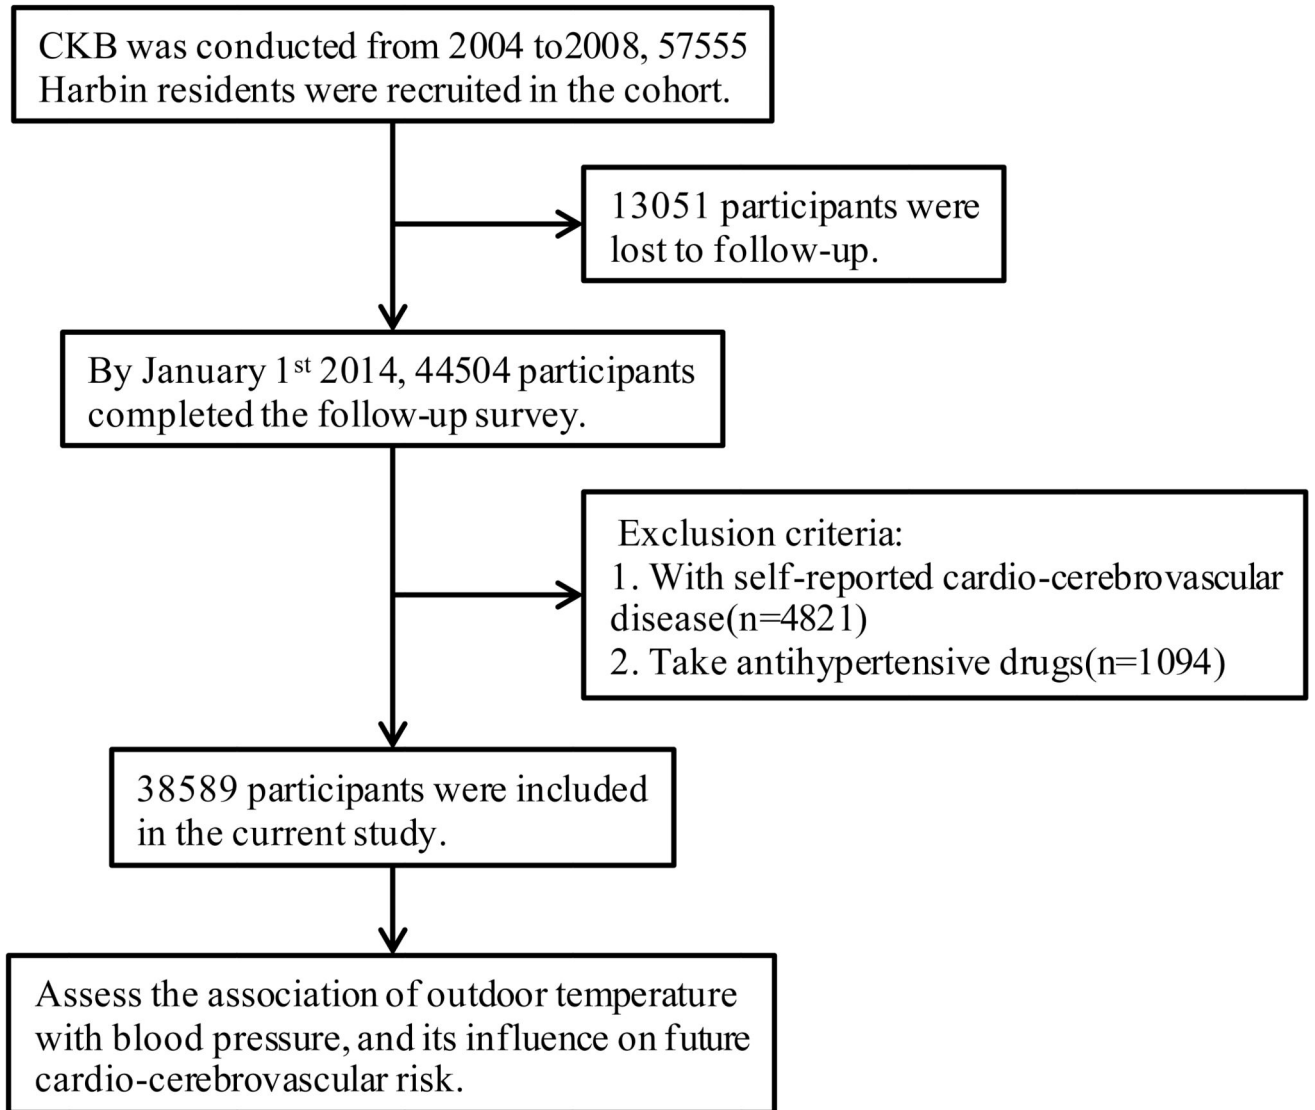 CKB was conducted from 2004 to2008, 57555
Harbin residents were recruited in the cohort.
13051 participants were
lost to follow-up.
By January 1st 2014, 44504 participants
completed the follow-up survey.
Exclusion criteria:
1. With self-reported cardio-cerebrovascular
disease(n=4821)
2. Take antihypertensive drugs(n=1094)
38589 participants were included
in the current study.
Assess the association of outdoor temperature
with blood pressure, and its influence on future
cardio-cerebrovascular risk.